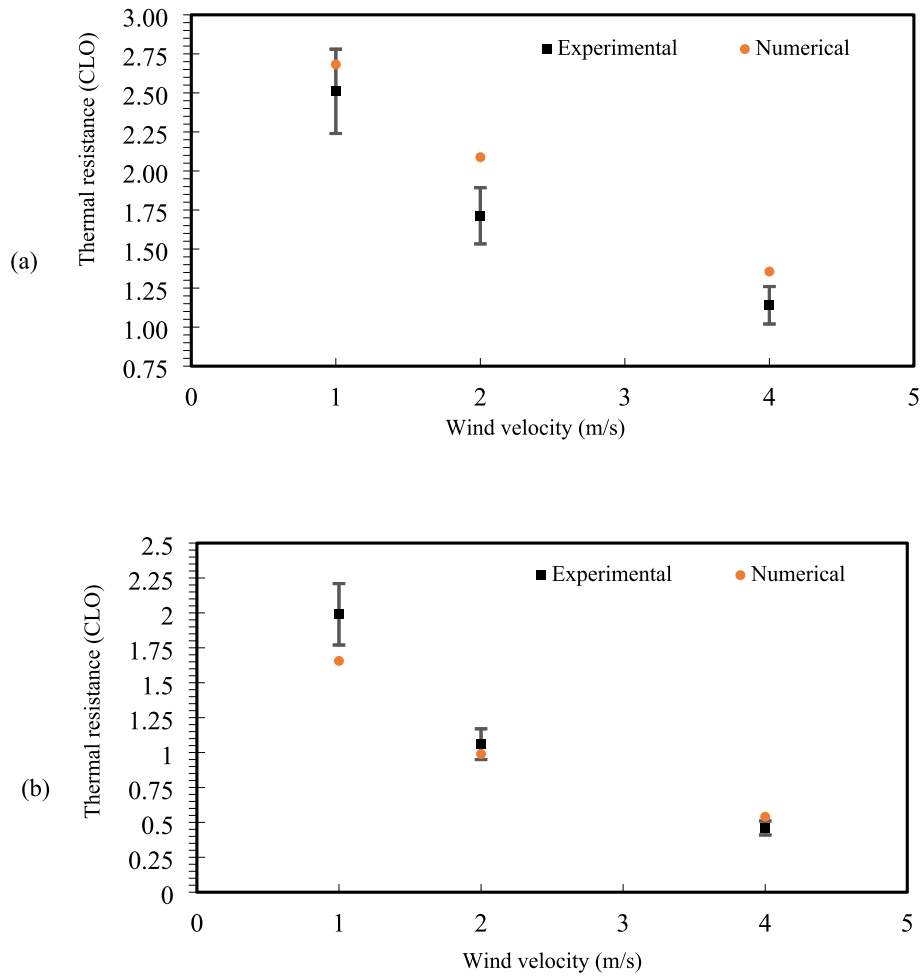 (a)
Thermal resistance (CLO)
3.00
2.75
2.50
2.25
2.00
1.75
1.50
1.25
1.00
0.75
Experimental
Numerical
0 1 2 3 4 5
Wind velocity (m/s)
(b)
Thermal resistance (CLO)
2.5
2.25
2
1.75
1.5
1.25
1
0.75
0.5
0.25
0
Experimental
Numerical
0 1 2 3 4 5
Wind velocity (m/s)